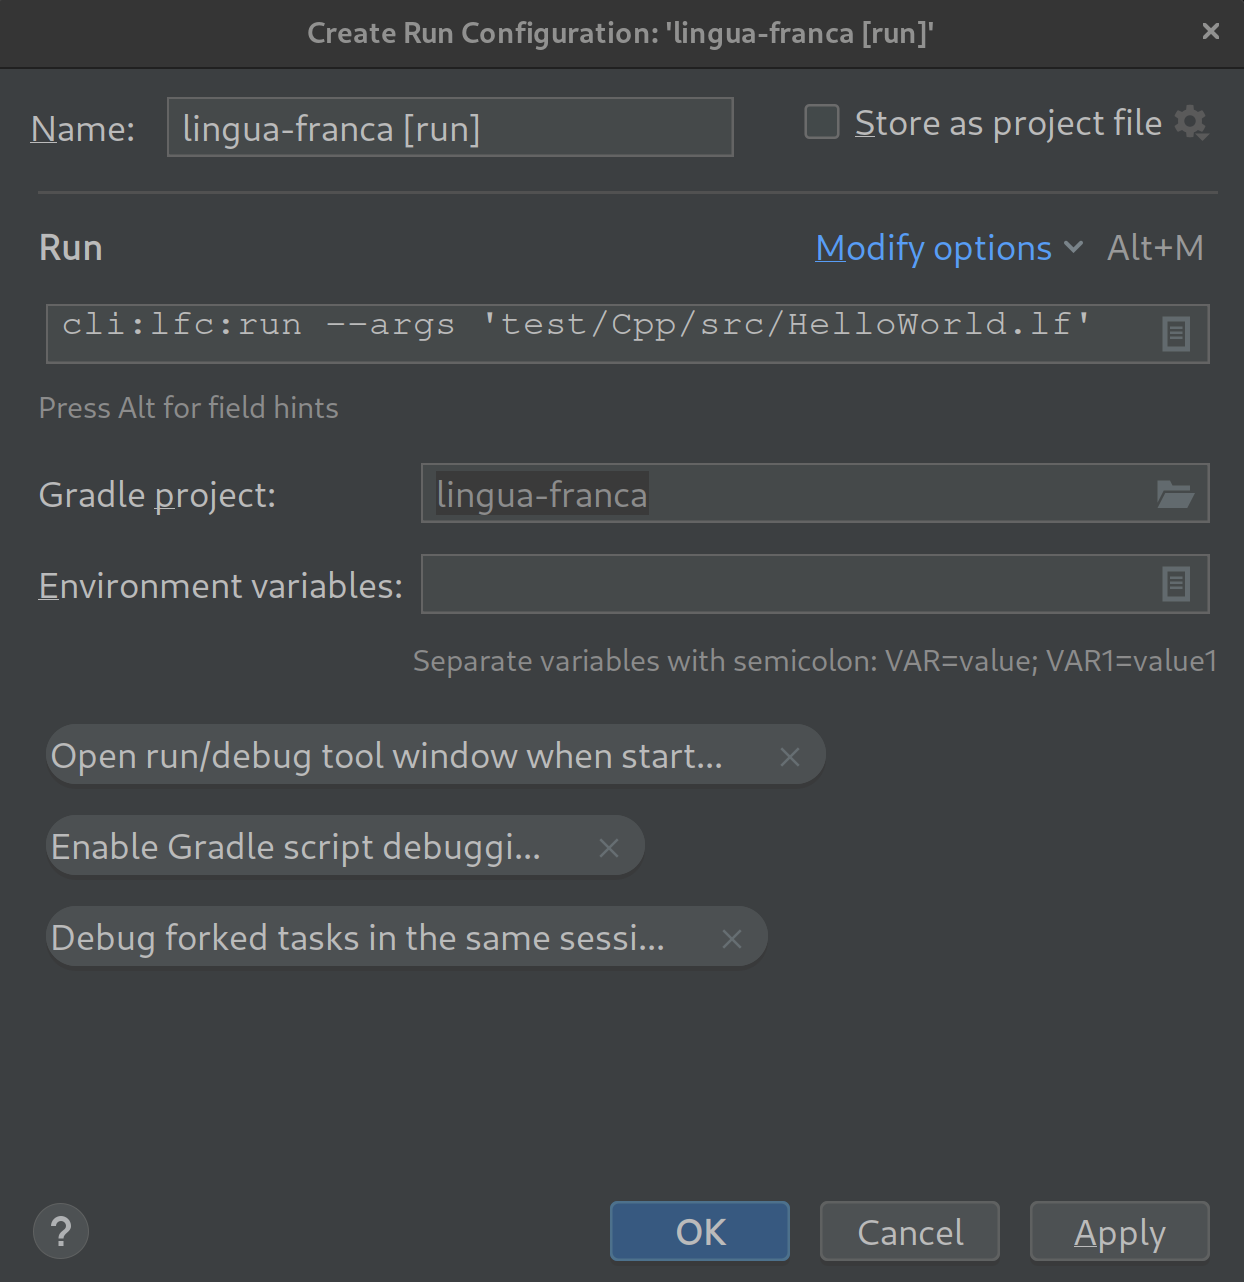 Create Run Configuration: 'lingua-franca [run]'
Name: lingua-franca [run] Store as project file
Run Modify options Alt+M
cli:lfc:run --args 'test/Cpp/src/HelloWorld.lf'
Press Alt for field hints
Gradle project: lingua-franca
Environment variables:
Separate variables with semicolon: VAR=value; VAR1=value1
Open run/debug tool window when start...
Enable Gradle script debuggi...
Debug forked tasks in the same sessi...
? OK Cancel Apply